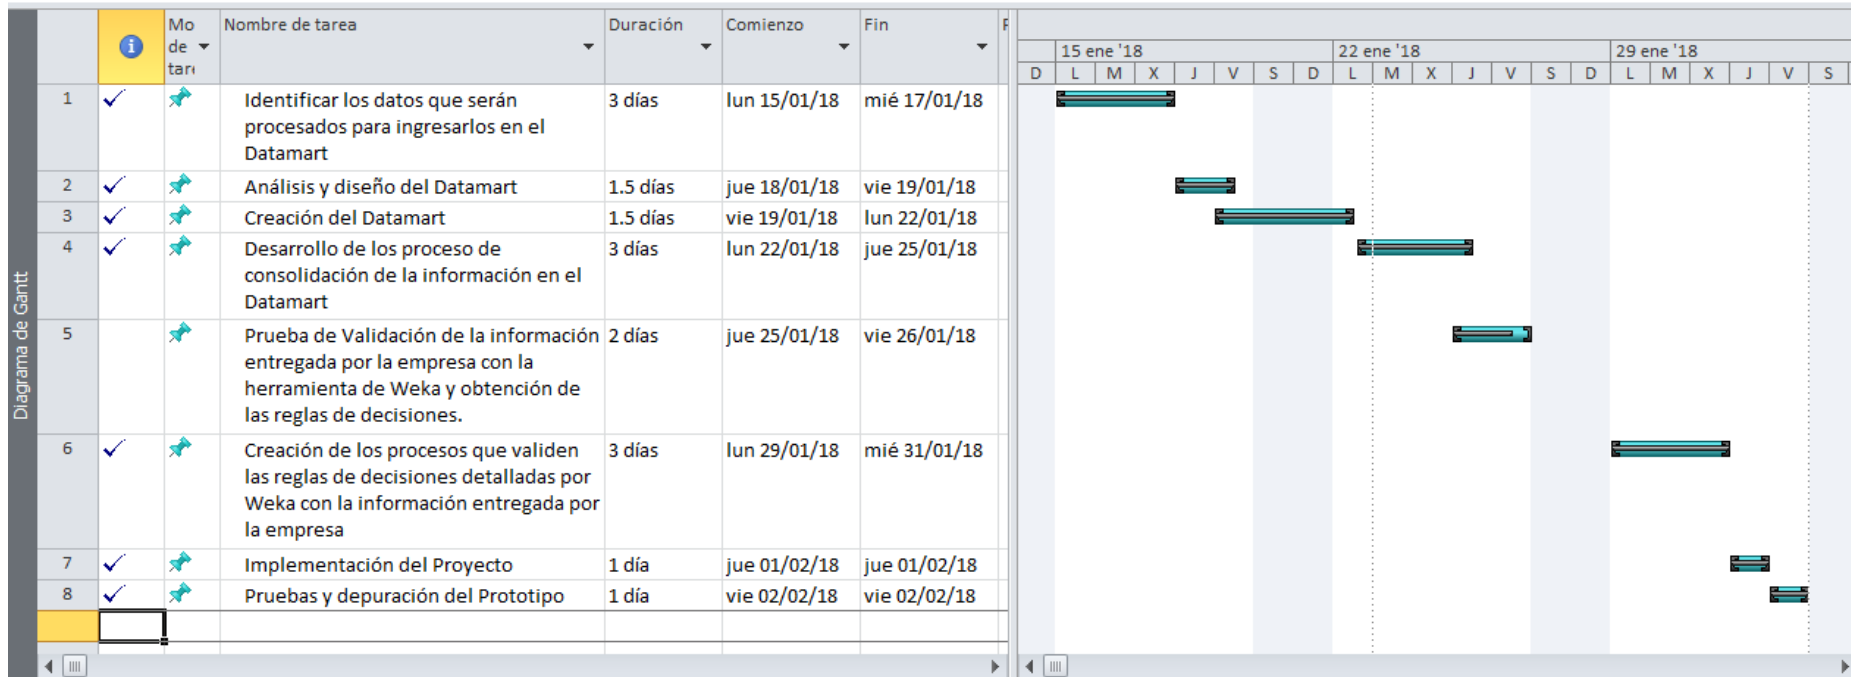 Mo
de
tare
Nombre de tarea
Duración
Comienzo
Fin
15 ene '18
22 ene '18
29 ene '18
D L M X J V S D L M X J V S D L M X J V S
1
Identificar los datos que serán
procesados para ingresarlos en el
Datamart
3 días
lun 15/01/18
mié 17/01/18
2
Análisis y diseño del Datamart
1.5 días
jue 18/01/18
vie 19/01/18
3
Creación del Datamart
1.5 días
vie 19/01/18
lun 22/01/18
4
Desarrollo de los proceso de
consolidación de la información en el
Datamart
3 días
lun 22/01/18
jue 25/01/18
5
Prueba de Validación de la información
entregada por la empresa con la
herramienta de Weka y obtención de
las reglas de decisiones.
2 días
jue 25/01/18
vie 26/01/18
6
Creación de los procesos que validen
las reglas de decisiones detalladas por
Weka con la información entregada por
la empresa
3 días
lun 29/01/18
mié 31/01/18
7
Implementación del Proyecto
1 día
jue 01/02/18
jue 01/02/18
8
Pruebas y depuración del Prototipo
1 día
vie 02/02/18
vie 02/02/18
Diagrama de Gantt